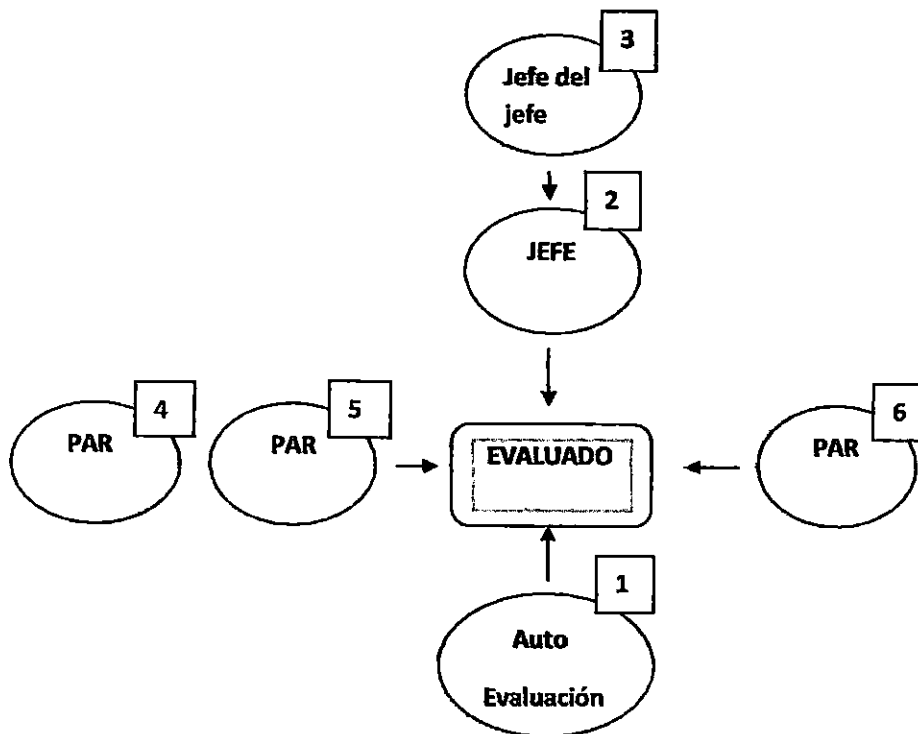 3
Jefe del
jefe
2
JEFE
4
PAR
5
PAR
EVALUADO
6
PAR
1
Auto
Evaluación